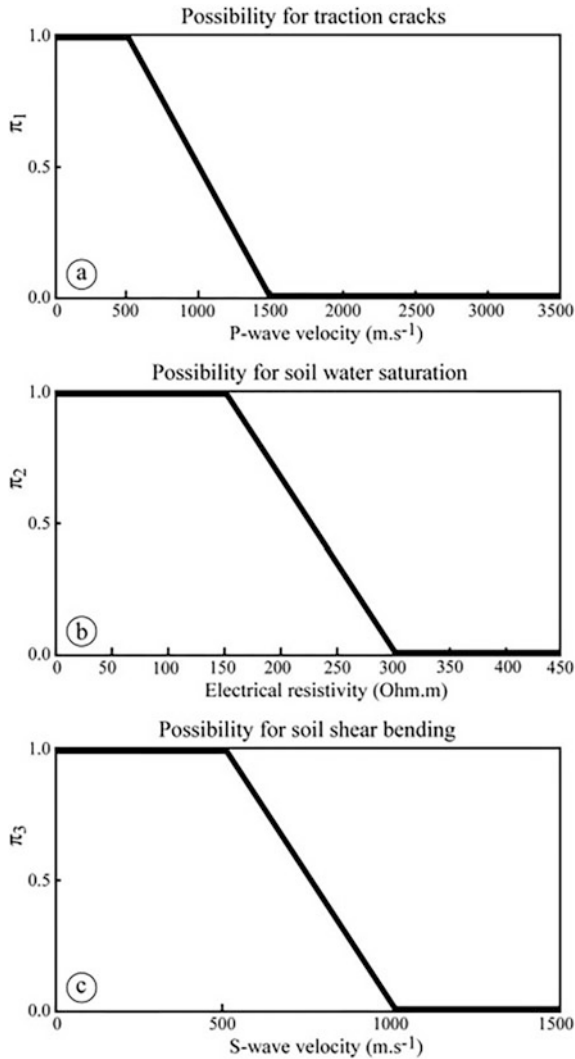 Possibility for traction cracks
1.0
π1
0.5
a
0.0
0 500 1000 1500 2000 2500 3000 3500
P-wave velocity (m.s-1)
Possibility for soil water saturation
1.0
π2
0.5
b
0.0
0 50 100 150 200 250 300 350 400 450
Electrical resistivity (Ohm.m)
Possibility for soil shear bending
1.0
π3
0.5
c
0.0
0 500 1000 1500
S-wave velocity (m.s-1)